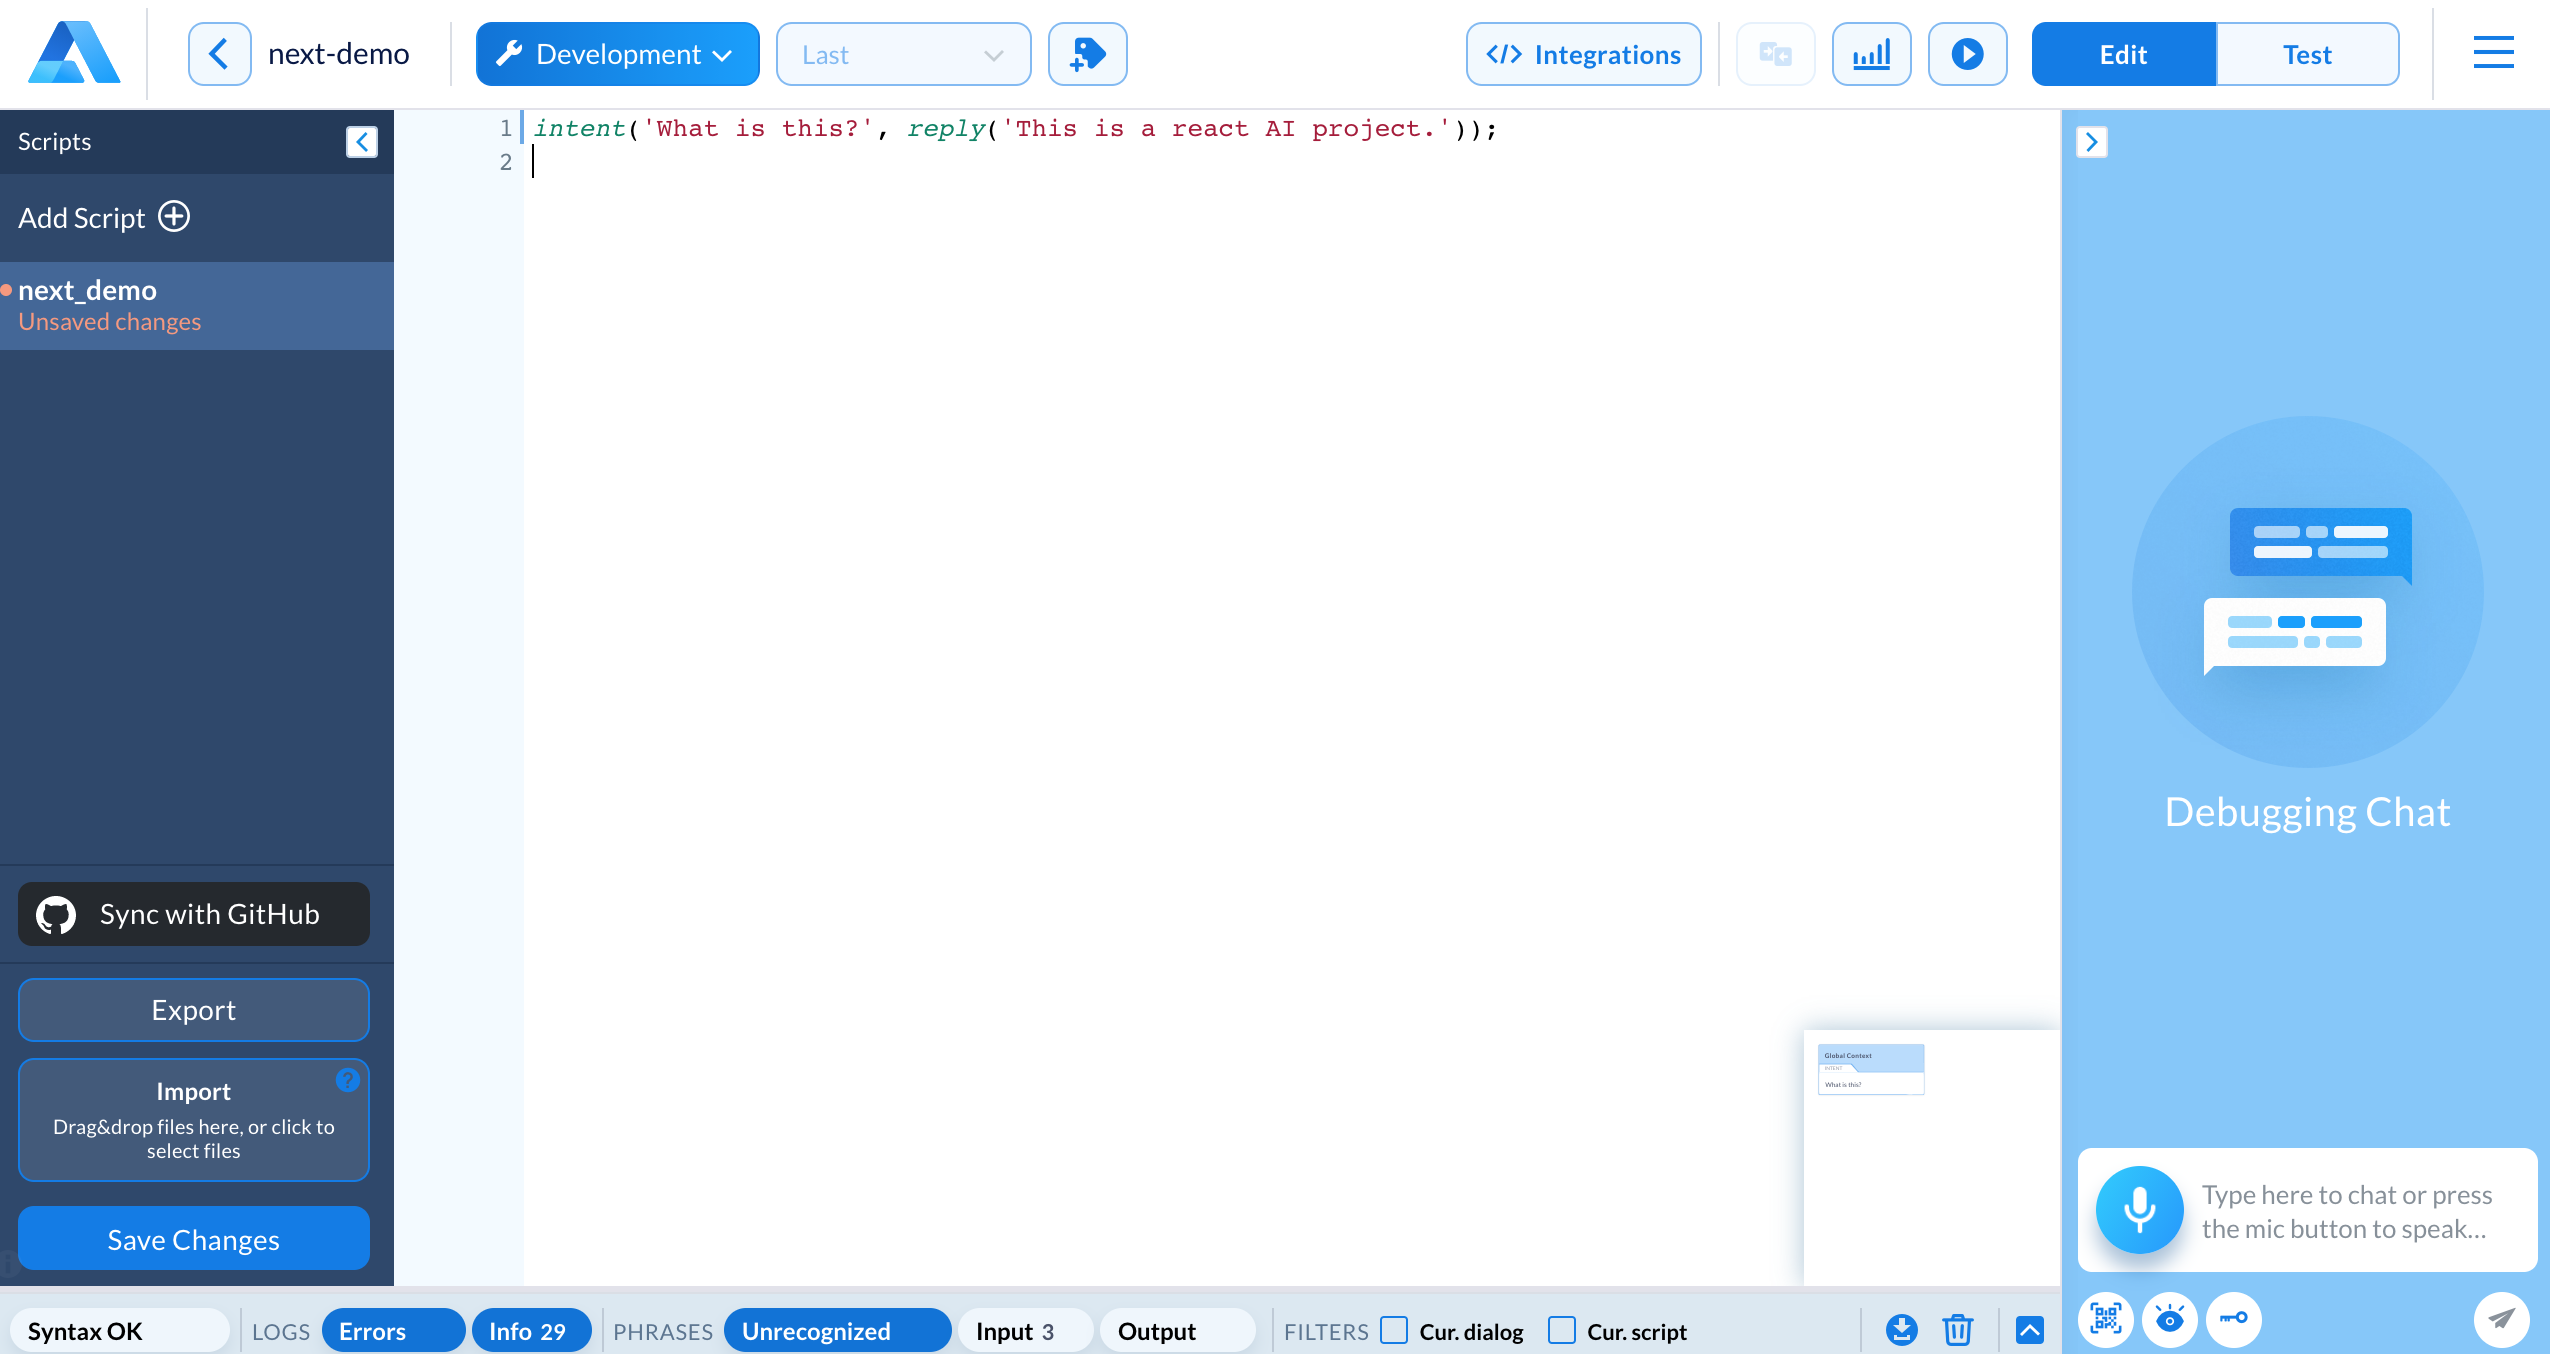 next-demo
Development
Last
Integrations
Edit
Test
Scripts
Add Script
next_demo
Unsaved changes
Sync with GitHub
Export
Import
Drag&drop files here, or click to
select files
Save Changes
1 intent('What is this?', reply('This is a react AI project.'));
2
Global Context
INTENT
What is this?
Debugging Chat
Type here to chat or press
the mic button to speak...
Syntax OK
LOGS
Errors
Info 29
PHRASES
Unrecognized
Input 3
Output
FILTERS
Cur. dialog
Cur. script